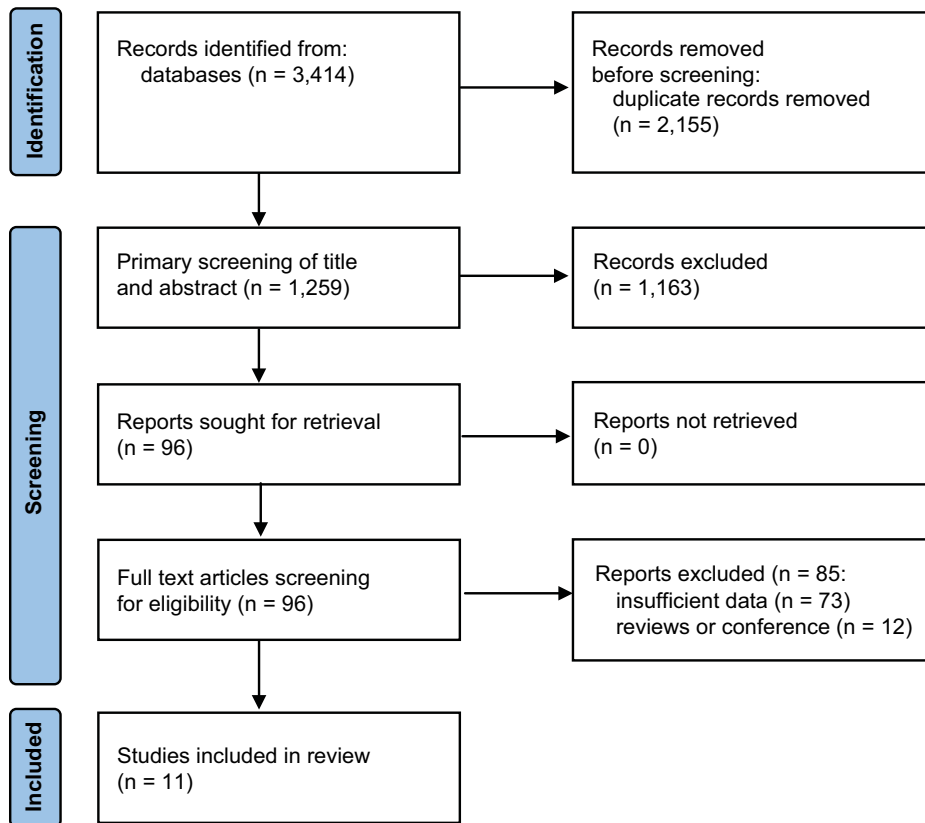 Identification
Records identified from:
databases (n = 3,414)
Records removed
before screening:
duplicate records removed
(n = 2,155)
Screening
Primary screening of title
and abstract (n = 1,259)
Records excluded
(n = 1,163)
Reports sought for retrieval
(n = 96)
Reports not retrieved
(n = 0)
Full text articles screening
for eligibility (n = 96)
Reports excluded (n = 85:
insufficient data (n = 73)
reviews or conference (n = 12)
Included
Studies included in review
(n = 11)